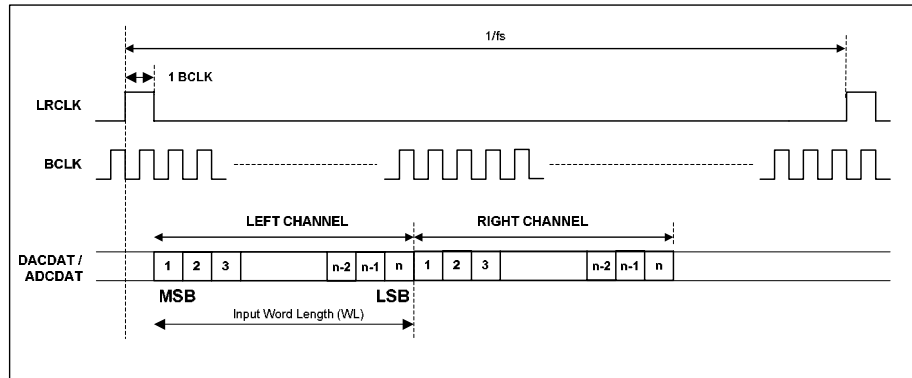 1/fs
1 BCLK
LRCLK
BCLK
LEFT CHANNEL RIGHT CHANNEL
DACDAT /
ADCDAT
1 2 3 n-2 n-1 n 1 2 3 n-2 n-1 n
MSB LSB
Input Word Length (WL)